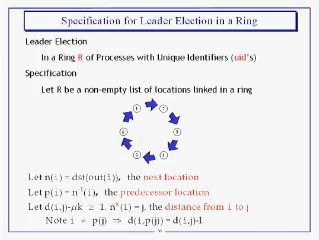 Specification for Leader Election in a Ring
Leader Election
In a Ring R of Processes with Unique Identifiers (uid's)
Specification
Let R be a non-empty list of locations linked in a ring
Let n(i) = dst(out(i)), the next location
Let p(i) = n⁻¹(i), the predecessor location
Let d(i,j)=μk ≥ 1. nᵏ(i) = j, the distance from i to j
Note i ≠ p(j) ⇒ d(i,p(j)) = d(i,j)-1.